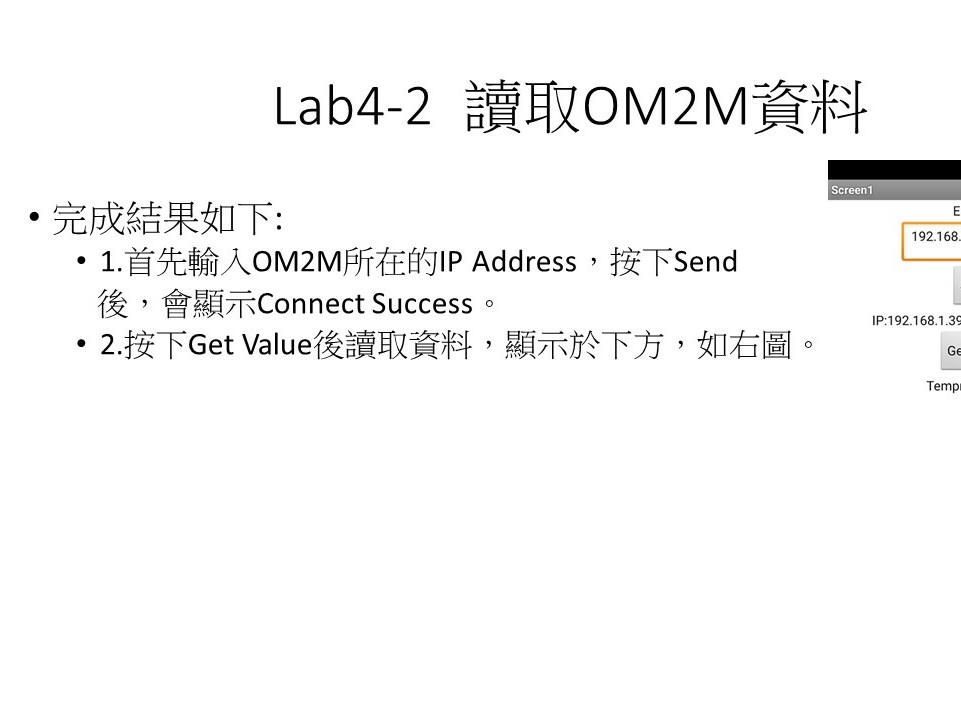 Lab4-2 讀取OM2M資料
• 完成結果如下:
• 1.首先輸入OM2M所在的IP Address，按下Send
後，會顯示Connect Success。
• 2.按下Get Value後讀取資料，顯示於下方，如右圖。
Screen1
E
192.168.
IP:192.168.1.39
Ge
Temp